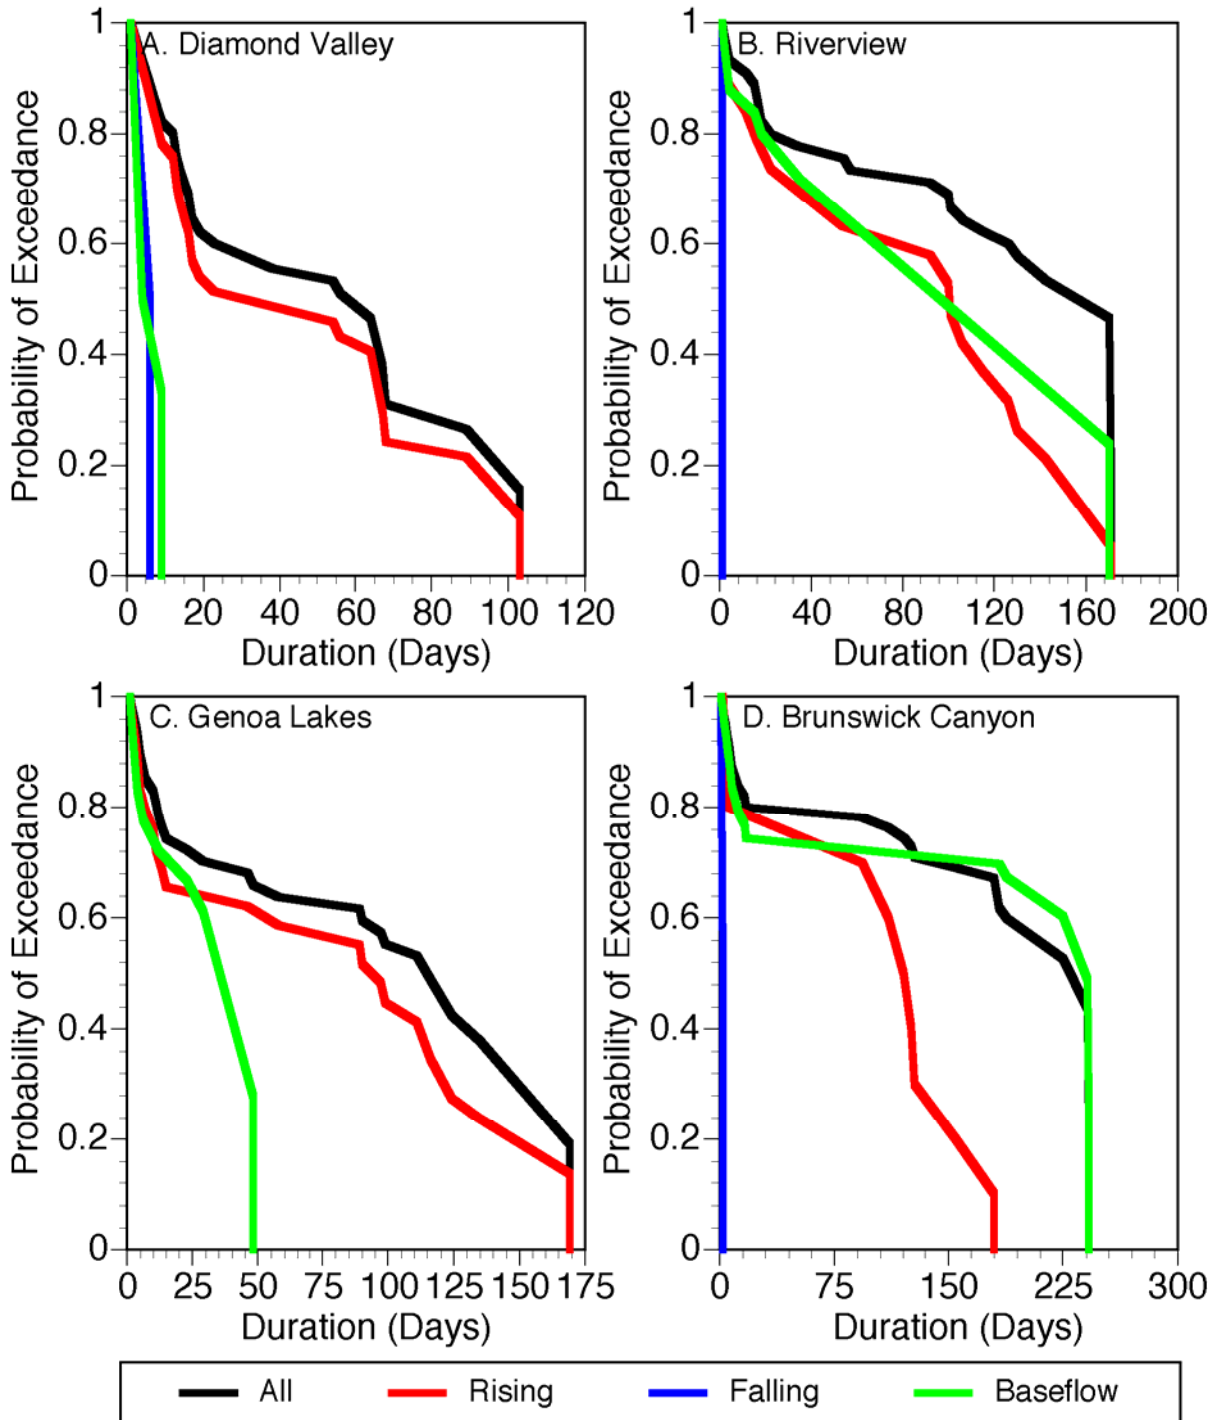 A. Diamond Valley
Probability of Exceedance
1
0.8
0.6
0.4
0.2
0
0 20 40 60 80 100 120
Duration (Days)
B. Riverview
Probability of Exceedance
1
0.8
0.6
0.4
0.2
0
0 40 80 120 160 200
Duration (Days)
C. Genoa Lakes
Probability of Exceedance
1
0.8
0.6
0.4
0.2
0
0 25 50 75 100 125 150 175
Duration (Days)
D. Brunswick Canyon
Probability of Exceedance
1
0.8
0.6
0.4
0.2
0
0 75 150 225 300
Duration (Days)
All Rising Falling Baseflow